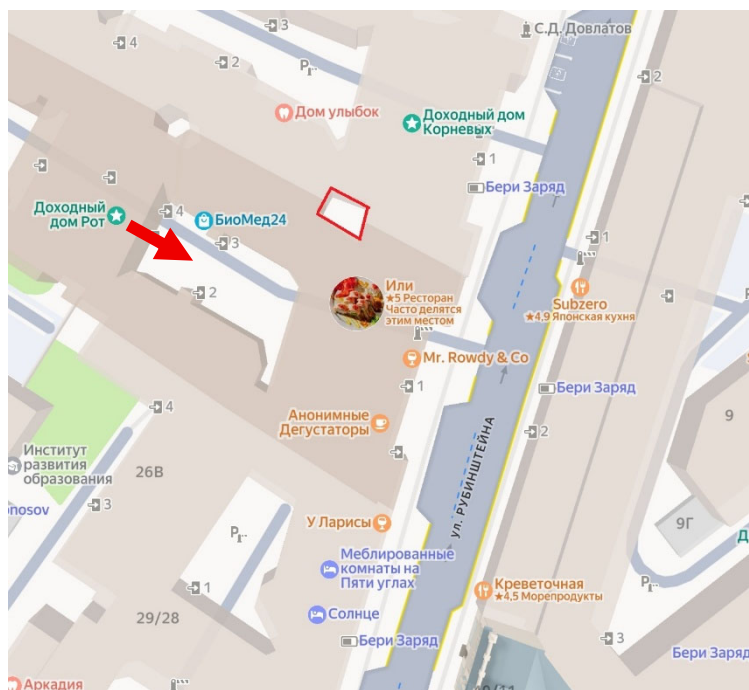 3
С.Д. Довлатов
4
2
P
2
Дом улыбок
Доходный дом
Корневых
1
Бери Заряд
Доходный
дом Рот
4
БиоМед24
3
1
2
Или
★5 Ресторан
Часто делятся
этим местом
Subzero
★4,9 Японская кухня
Mr. Rowdy & Co
1
Бери Заряд
4
Анонимные
Дегустаторы
9
2
ул. РУБИНШТЕЙНА
Институт
развития
образования
26В
onosov
3
У Ларисы
9Г
P
Меблированные
комнаты на
Пяти углах
1
Креветочная
★4,5 Морепродукты
P
29/28
Солнце
Бери Заряд
3
Бери Заряд
Аркадия